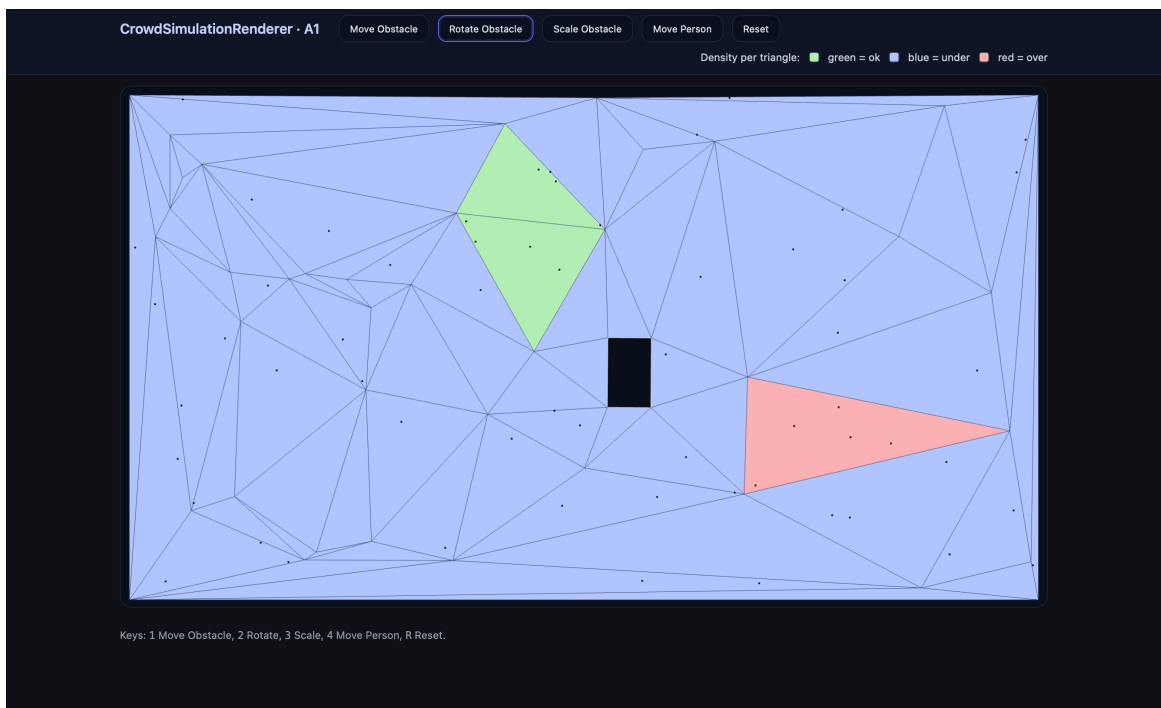 CrowdSimulationRenderer · A1
Move Obstacle
Rotate Obstacle
Scale Obstacle
Move Person
Reset
Density per triangle: green = ok blue = under red = over
Keys: 1 Move Obstacle, 2 Rotate, 3 Scale, 4 Move Person, R Reset.